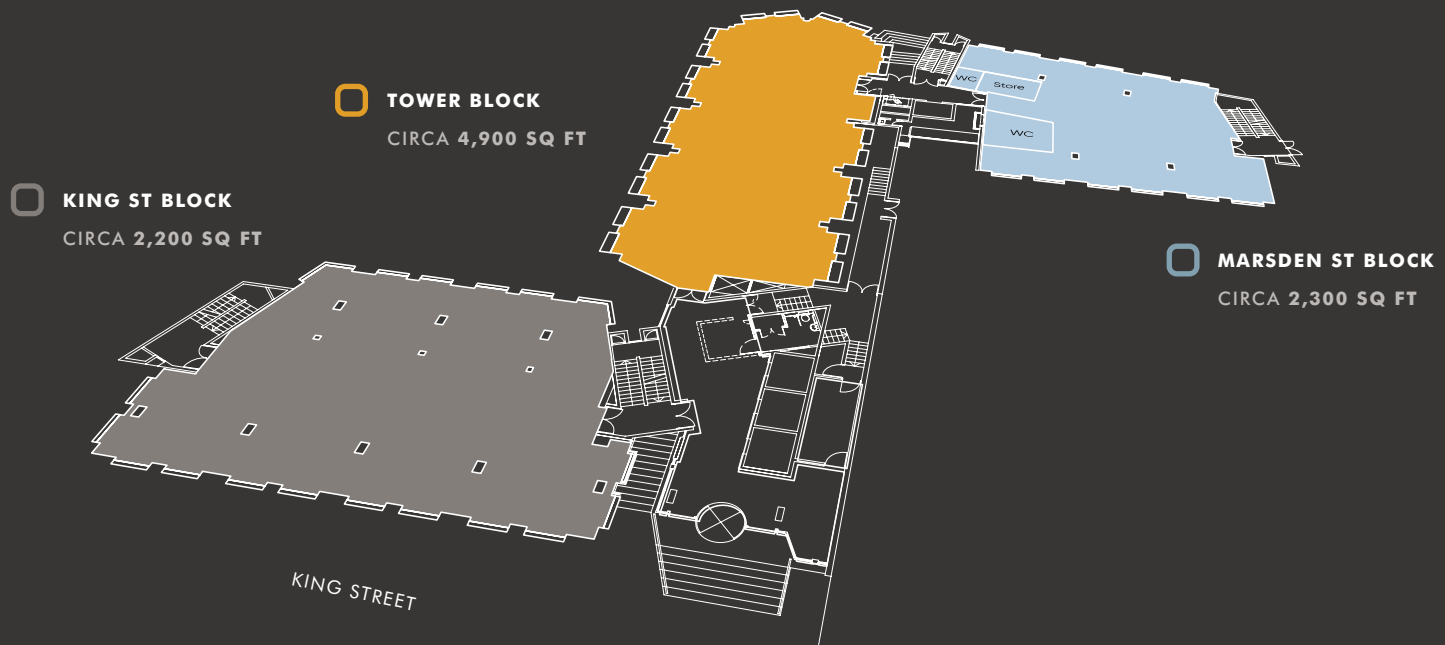 TOWER BLOCK
CIRCA 4,900 SQ FT
KING ST BLOCK
CIRCA 2,200 SQ FT
WC
Store
WC
MARSDEN ST BLOCK
CIRCA 2,300 SQ FT
KING STREET